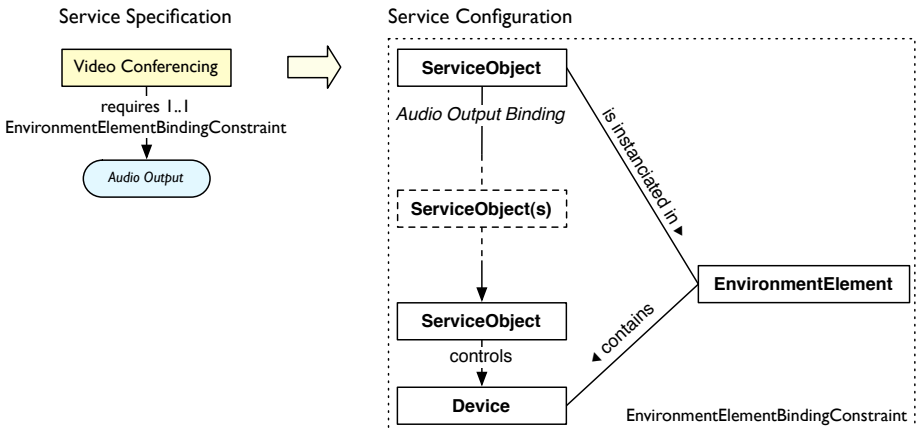 Service Specification
Service Configuration
Video Conferencing
requires 1..1
EnvironmentElementBindingConstraint
Audio Output
ServiceObject
Audio Output Binding
is instanciated in ▲
ServiceObject(s)
EnvironmentElement
ServiceObject
▲ contains
controls
Device
EnvironmentElementBindingConstraint